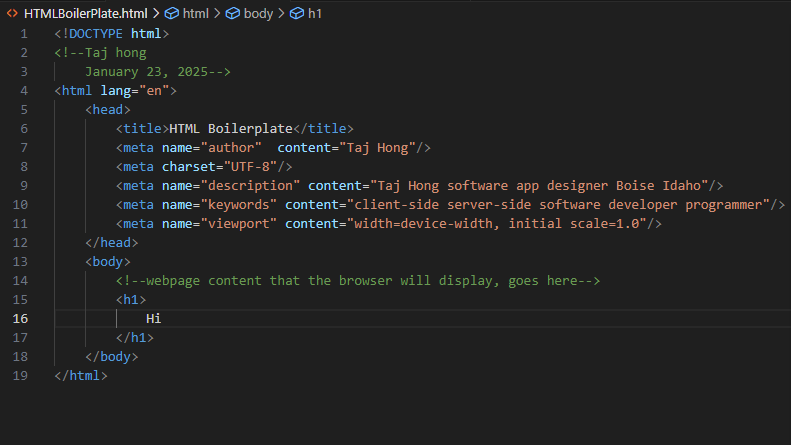 <> HTMLBoilerPlate.html > html > body > h1
1 <!DOCTYPE html>
2 <!--Taj hong
3     January 23, 2025-->
4 <html lang="en">
5     <head>
6         <title>HTML Boilerplate</title>
7         <meta name="author"  content="Taj Hong"/>
8         <meta charset="UTF-8"/>
9         <meta name="description" content="Taj Hong software app designer Boise Idaho"/>
10         <meta name="keywords" content="client-side server-side software developer programmer"/>
11         <meta name="viewport" content="width=device-width, initial scale=1.0"/>
12     </head>
13     <body>
14         <!--webpage content that the browser will display, goes here-->
15         <h1>
16             Hi
17         </h1>
18     </body>
19 </html>